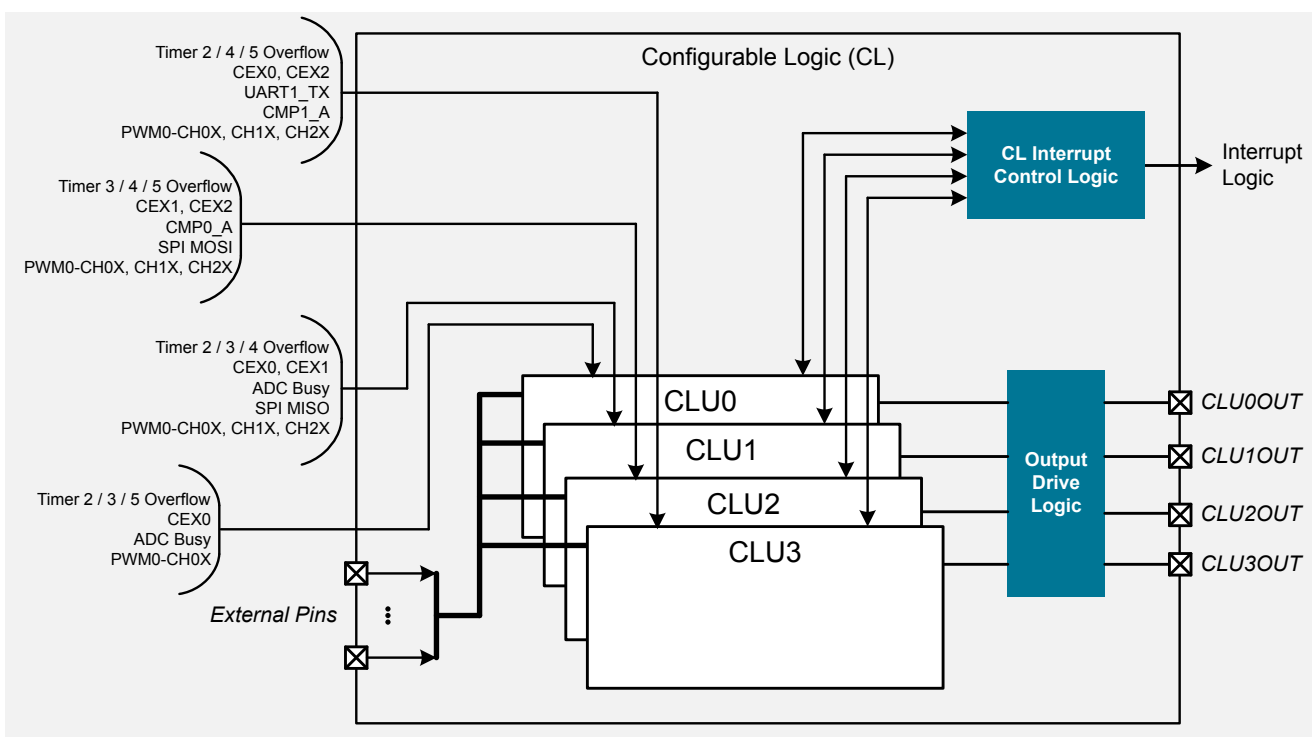 Configurable Logic (CL)
Timer 2 / 4 / 5 Overflow
CEX0, CEX2
UART1_TX
CMP1_A
PWM0-CH0X, CH1X, CH2X
Timer 3 / 4 / 5 Overflow
CEX1, CEX2
CMP0_A
SPI MOSI
PWM0-CH0X, CH1X, CH2X
Timer 2 / 3 / 4 Overflow
CEX0, CEX1
ADC Busy
SPI MISO
PWM0-CH0X, CH1X, CH2X
Timer 2 / 3 / 5 Overflow
CEX0
ADC Busy
PWM0-CH0X
External Pins
CL Interrupt
Control Logic
Interrupt
Logic
CLU0
CLU1
CLU2
CLU3
Output
Drive
Logic
CLU0OUT
CLU1OUT
CLU2OUT
CLU3OUT